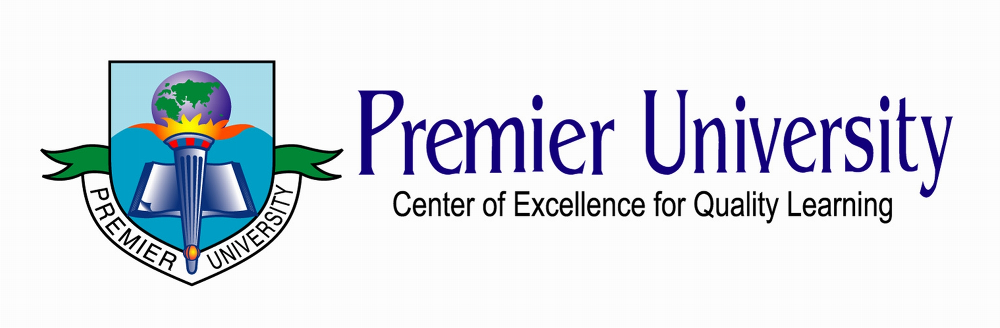 PREMIER UNIVERSITY
Premier University
Center of Excellence for Quality Learning